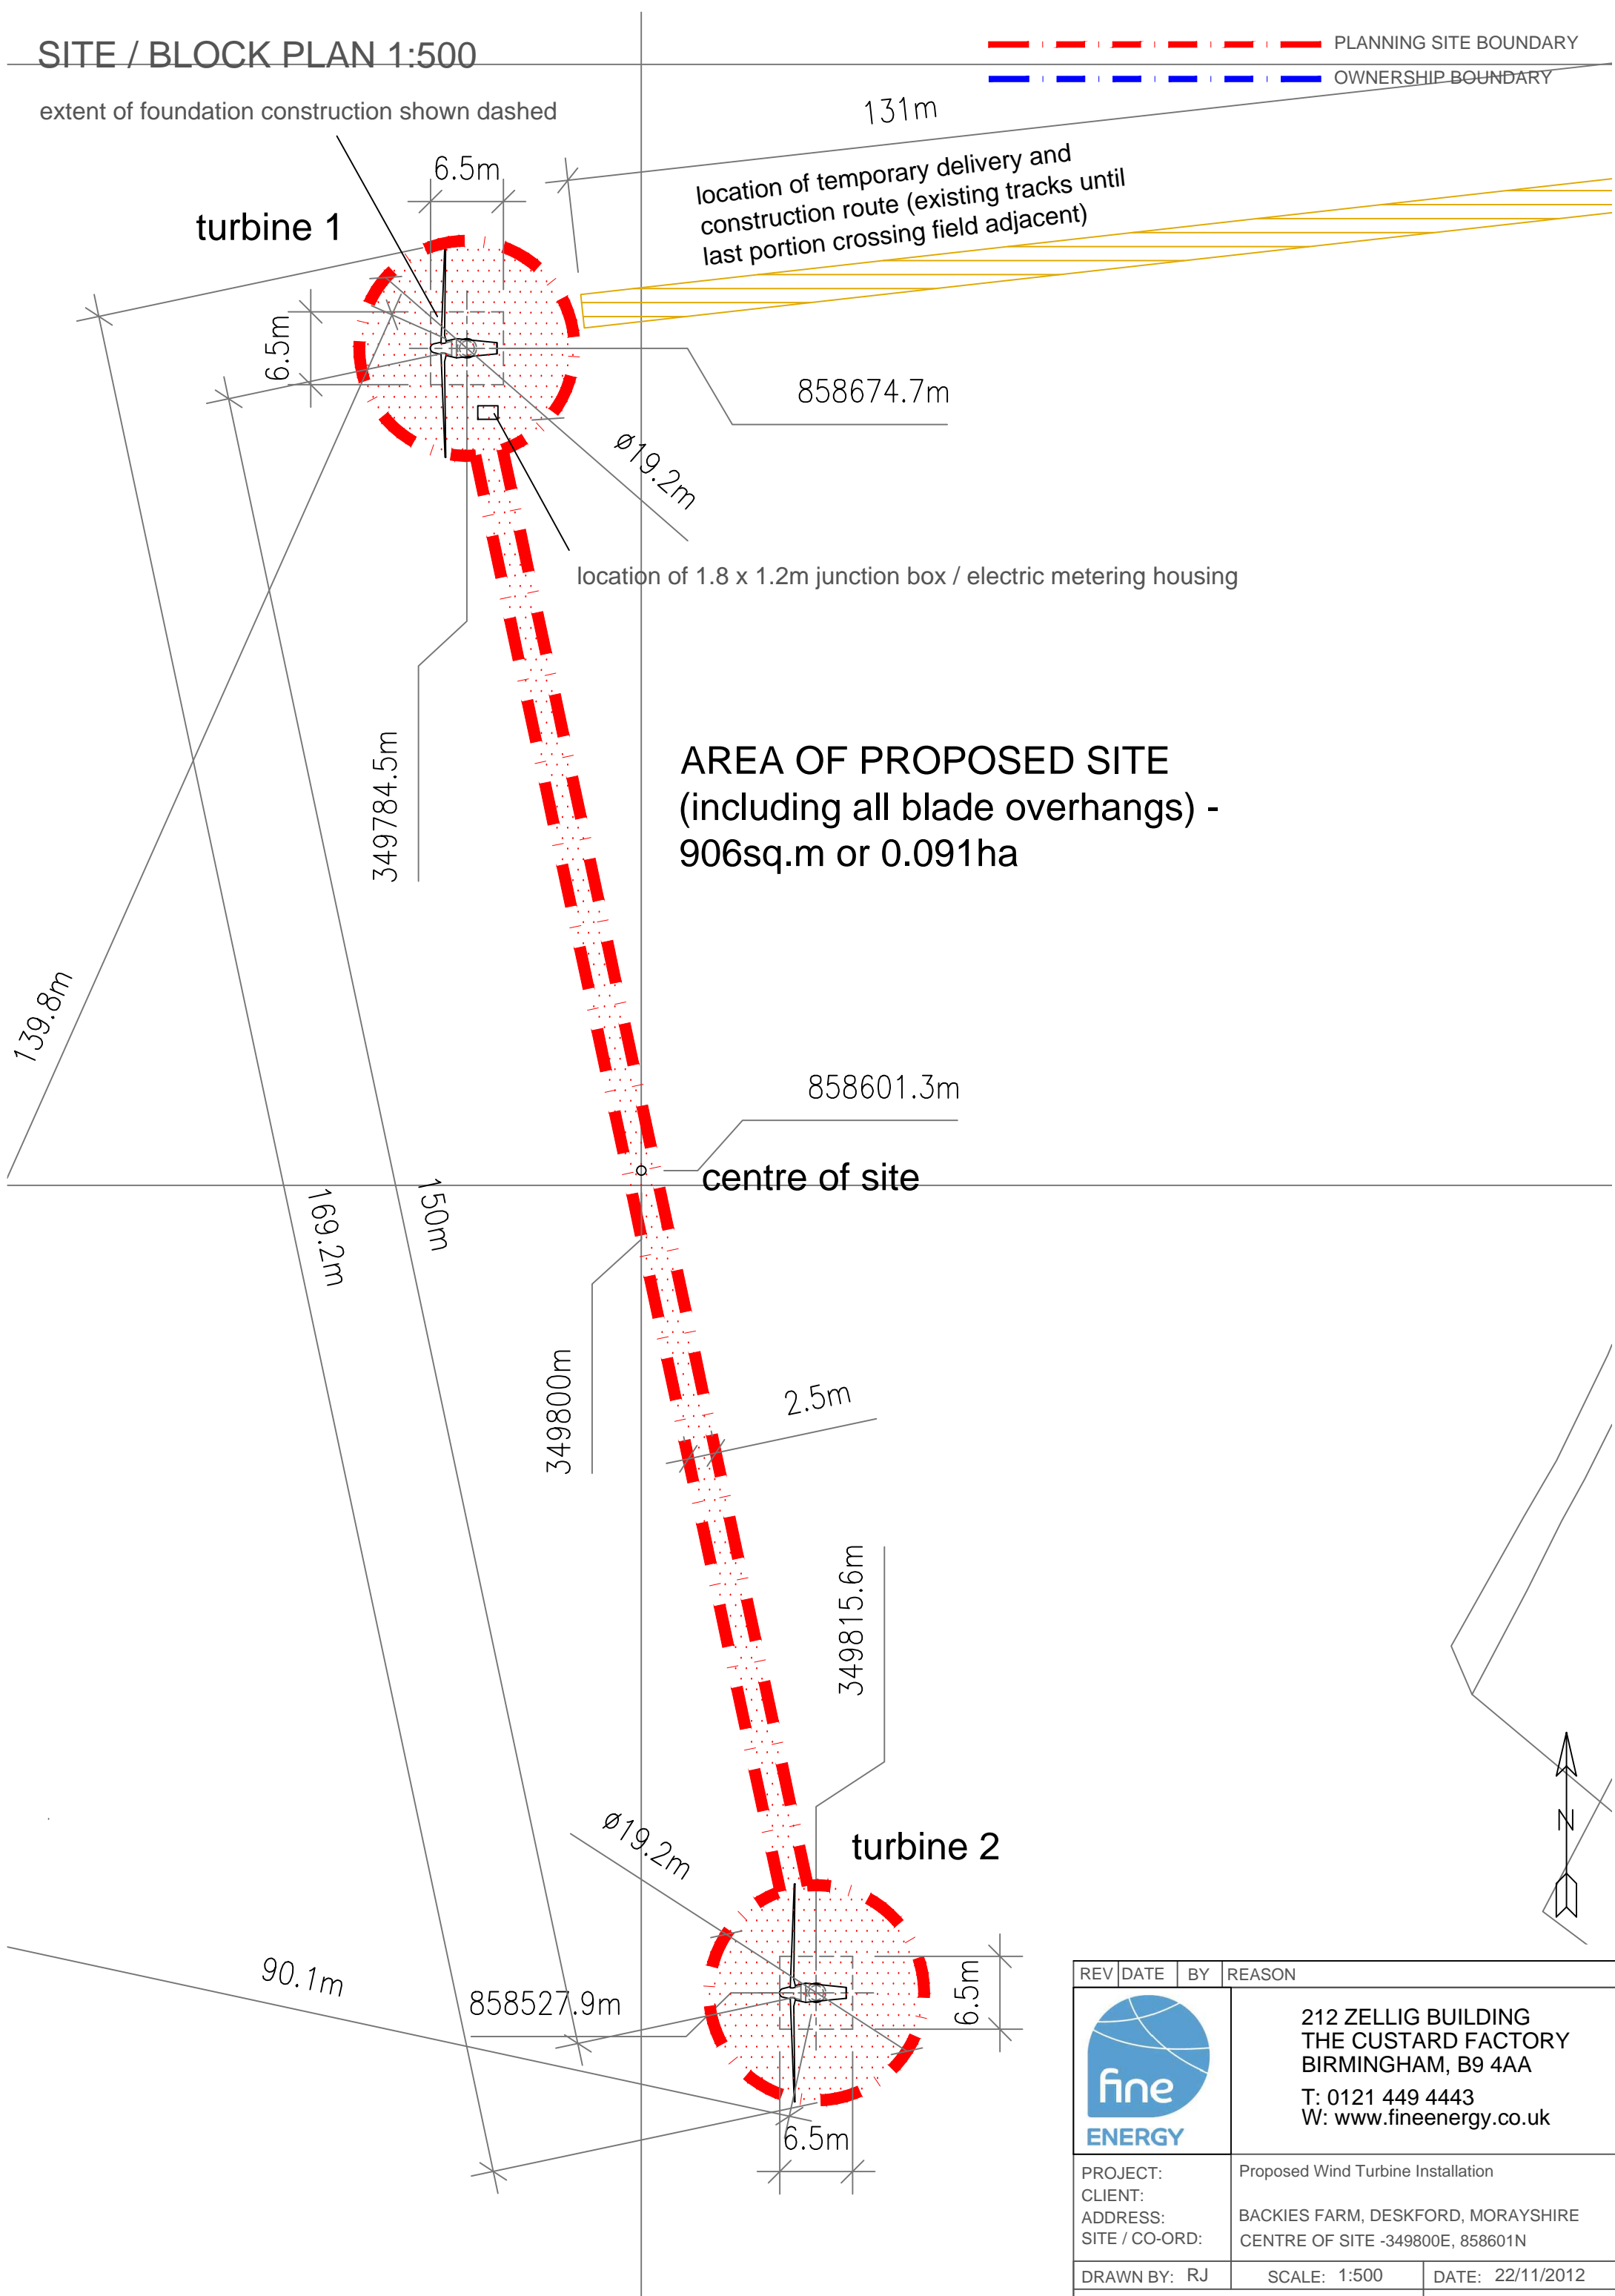 SITE / BLOCK PLAN 1:500
PLANNING SITE BOUNDARY
OWNERSHIP BOUNDARY
extent of foundation construction shown dashed
131m
6.5m
location of temporary delivery and
construction route (existing tracks until
last portion crossing field adjacent)
turbine 1
6.5m
858674.7m
ø19.2m
location of 1.8 x 1.2m junction box / electric metering housing
349784.5m
AREA OF PROPOSED SITE
(including all blade overhangs) -
906sq.m or 0.091ha
139.8m
858601.3m
centre of site
169.2m
150m
349800m
2.5m
349815.6m
ø19.2m
turbine 2
N
90.1m
858527.9m
6.5m
6.5m
REV DATE BY REASON
fine
ENERGY
212 ZELLIG BUILDING
THE CUSTARD FACTORY
BIRMINGHAM, B9 4AA
T: 0121 449 4443
W: www.fineenergy.co.uk
PROJECT: Proposed Wind Turbine Installation
CLIENT:
ADDRESS: BACKIES FARM, DESKFORD, MORAYSHIRE
SITE / CO-ORD: CENTRE OF SITE -349800E, 858601N
DRAWN BY: RJ SCALE: 1:500 DATE: 22/11/2012